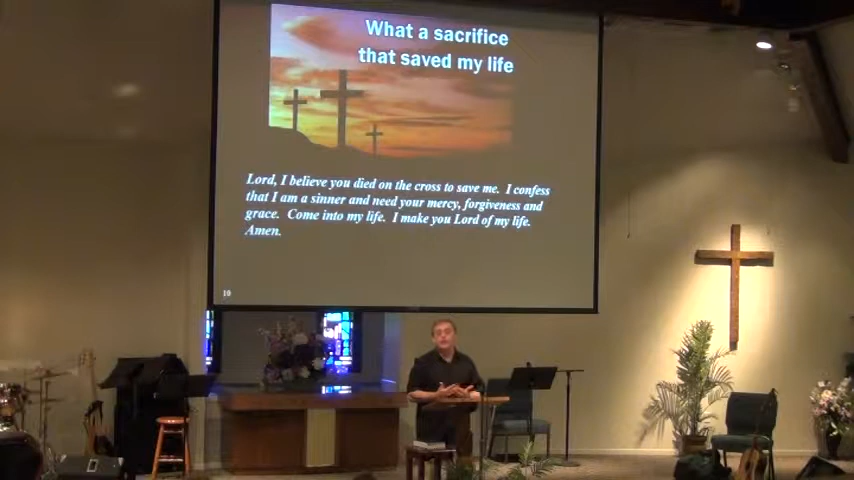 What a sacrifice
that saved my life
Lord, I believe you died on the cross to save me. I confess
that I am a sinner and need your mercy, forgiveness and
grace. Come into my life. I make you Lord of my life.
Amen.
10